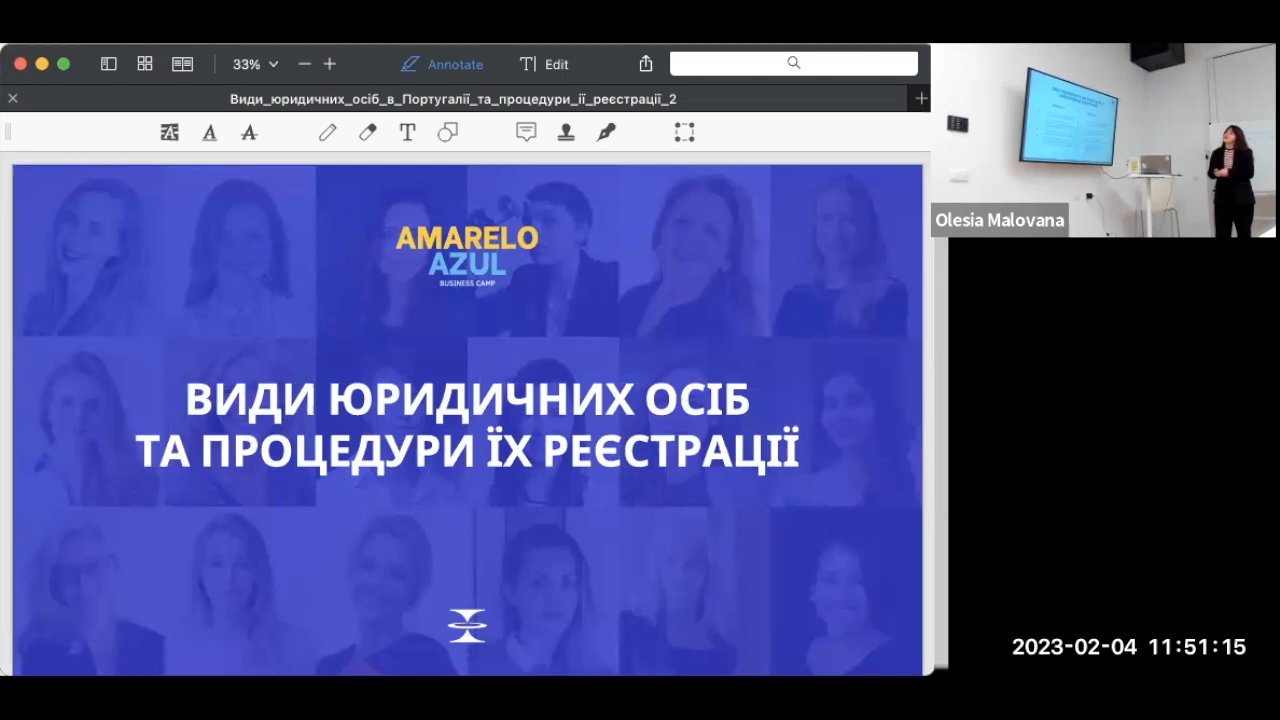 33%
Annotate
Edit
Види_юридичних_осіб_в_Португалії_та_процедури_її_реєстрації_2
AMARELO
AZUL
BUSINESS CAMP
ВИДИ ЮРИДИЧНИХ ОСІБ
ТА ПРОЦЕДУРИ ЇХ РЕЄСТРАЦІЇ
Olesia Malovana
2023-02-04 11:51:15